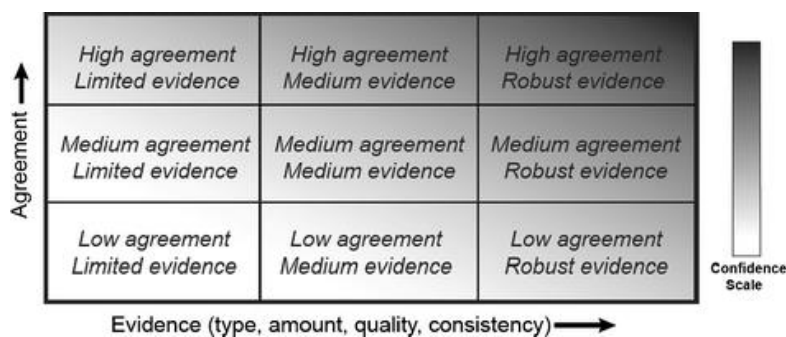 Agreement
High agreement
Limited evidence
High agreement
Medium evidence
High agreement
Robust evidence
Medium agreement
Limited evidence
Medium agreement
Medium evidence
Medium agreement
Robust evidence
Low agreement
Limited evidence
Low agreement
Medium evidence
Low agreement
Robust evidence
Evidence (type, amount, quality, consistency)
Confidence
Scale